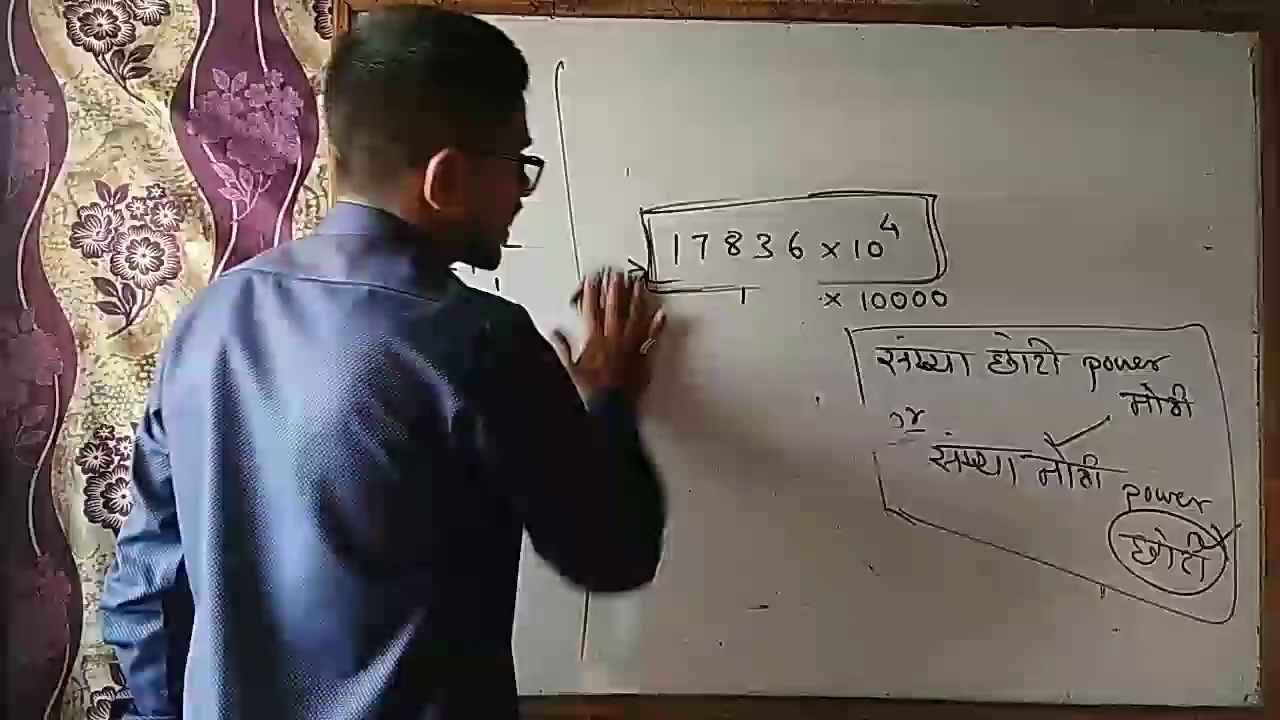 17836 × 10⁴
× 10000
संख्या छोटी power
मोठी
or
संख्या मोठी
power
छोटी